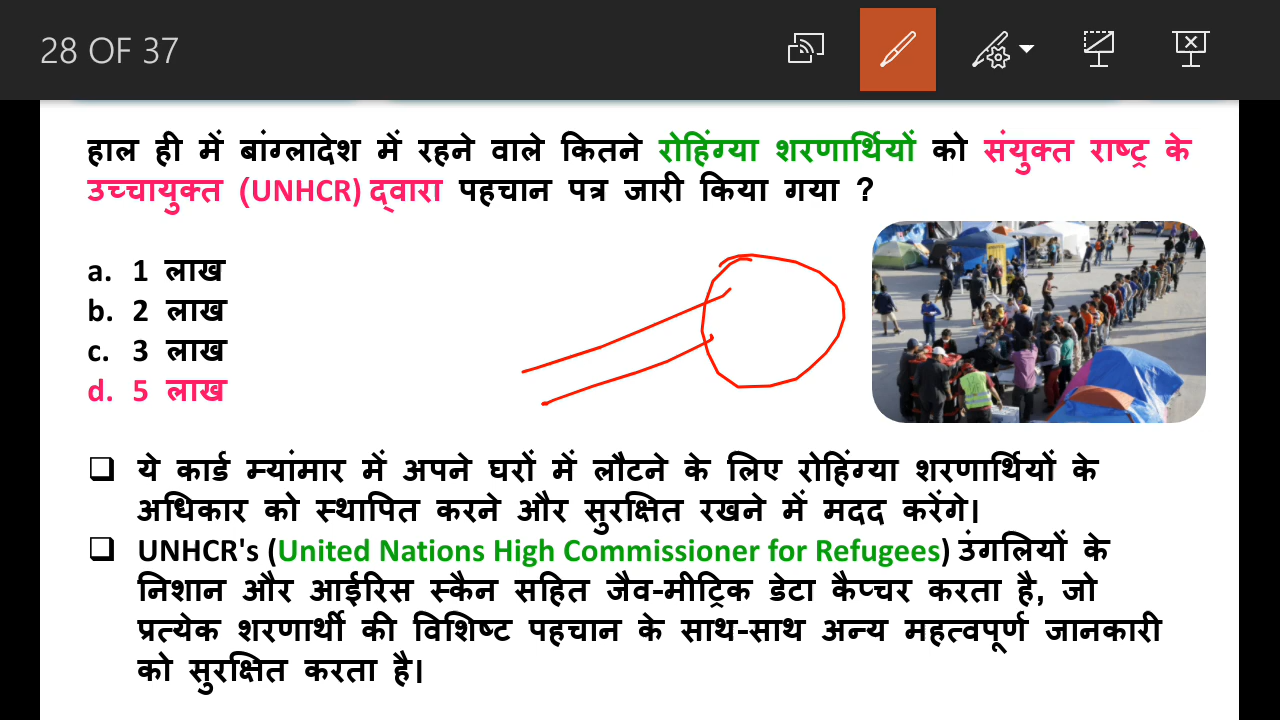 28 OF 37
हाल ही में बांग्लादेश में रहने वाले कितने रोहिंग्या शरणार्थियों को संयुक्त राष्ट्र के
उच्चायुक्त (UNHCR) द्वारा पहचान पत्र जारी किया गया ?
a. 1 लाख
b. 2 लाख
c. 3 लाख
d. 5 लाख
❑ ये कार्ड म्यांमार में अपने घरों में लौटने के लिए रोहिंग्या शरणार्थियों के
अधिकार को स्थापित करने और सुरक्षित रखने में मदद करेंगे।
❑ UNHCR's (United Nations High Commissioner for Refugees) उंगलियों के
निशान और आईरिस स्कैन सहित जैव-मीट्रिक डेटा कैप्चर करता है, जो
प्रत्येक शरणार्थी की विशिष्ट पहचान के साथ-साथ अन्य महत्वपूर्ण जानकारी
को सुरक्षित करता है।